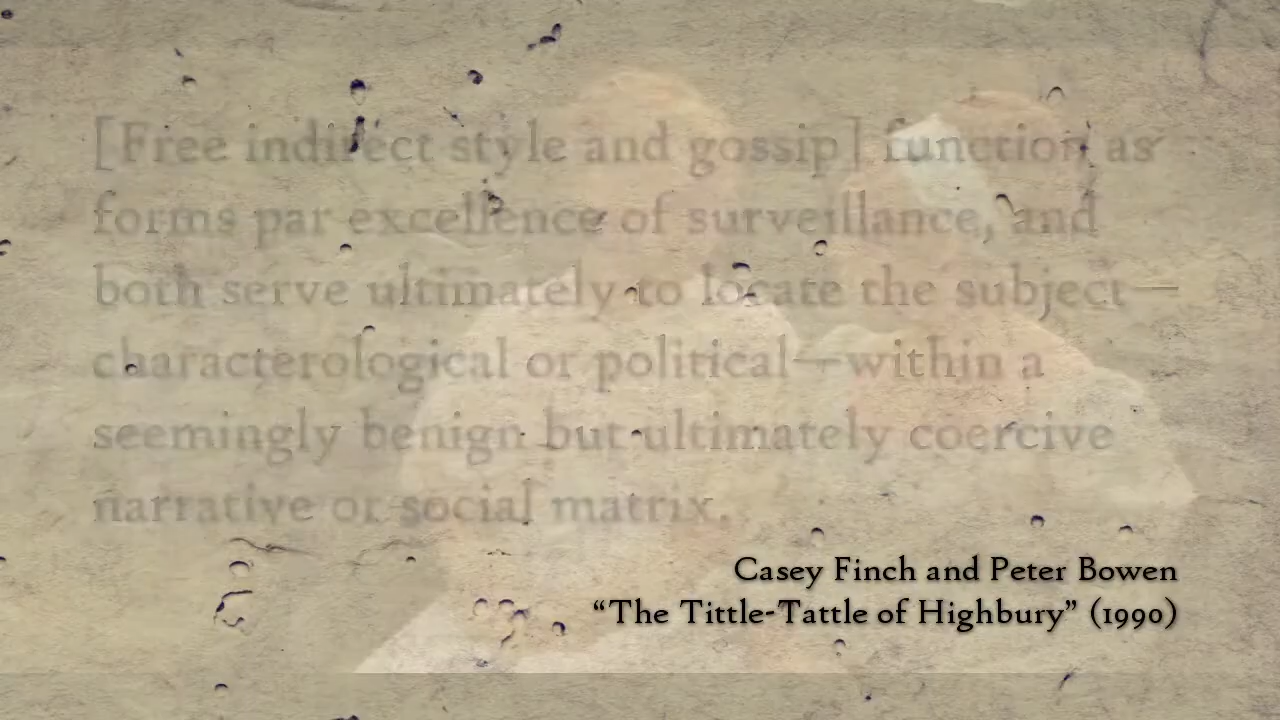 [Free indirect style and gossip] function as
forms par excellence of surveillance, and
both serve ultimately to locate the subject—
characterological or political—within a
seemingly benign but ultimately coercive
narrative or social matrix.
Casey Finch and Peter Bowen
“The Tittle-Tattle of Highbury” (1990)